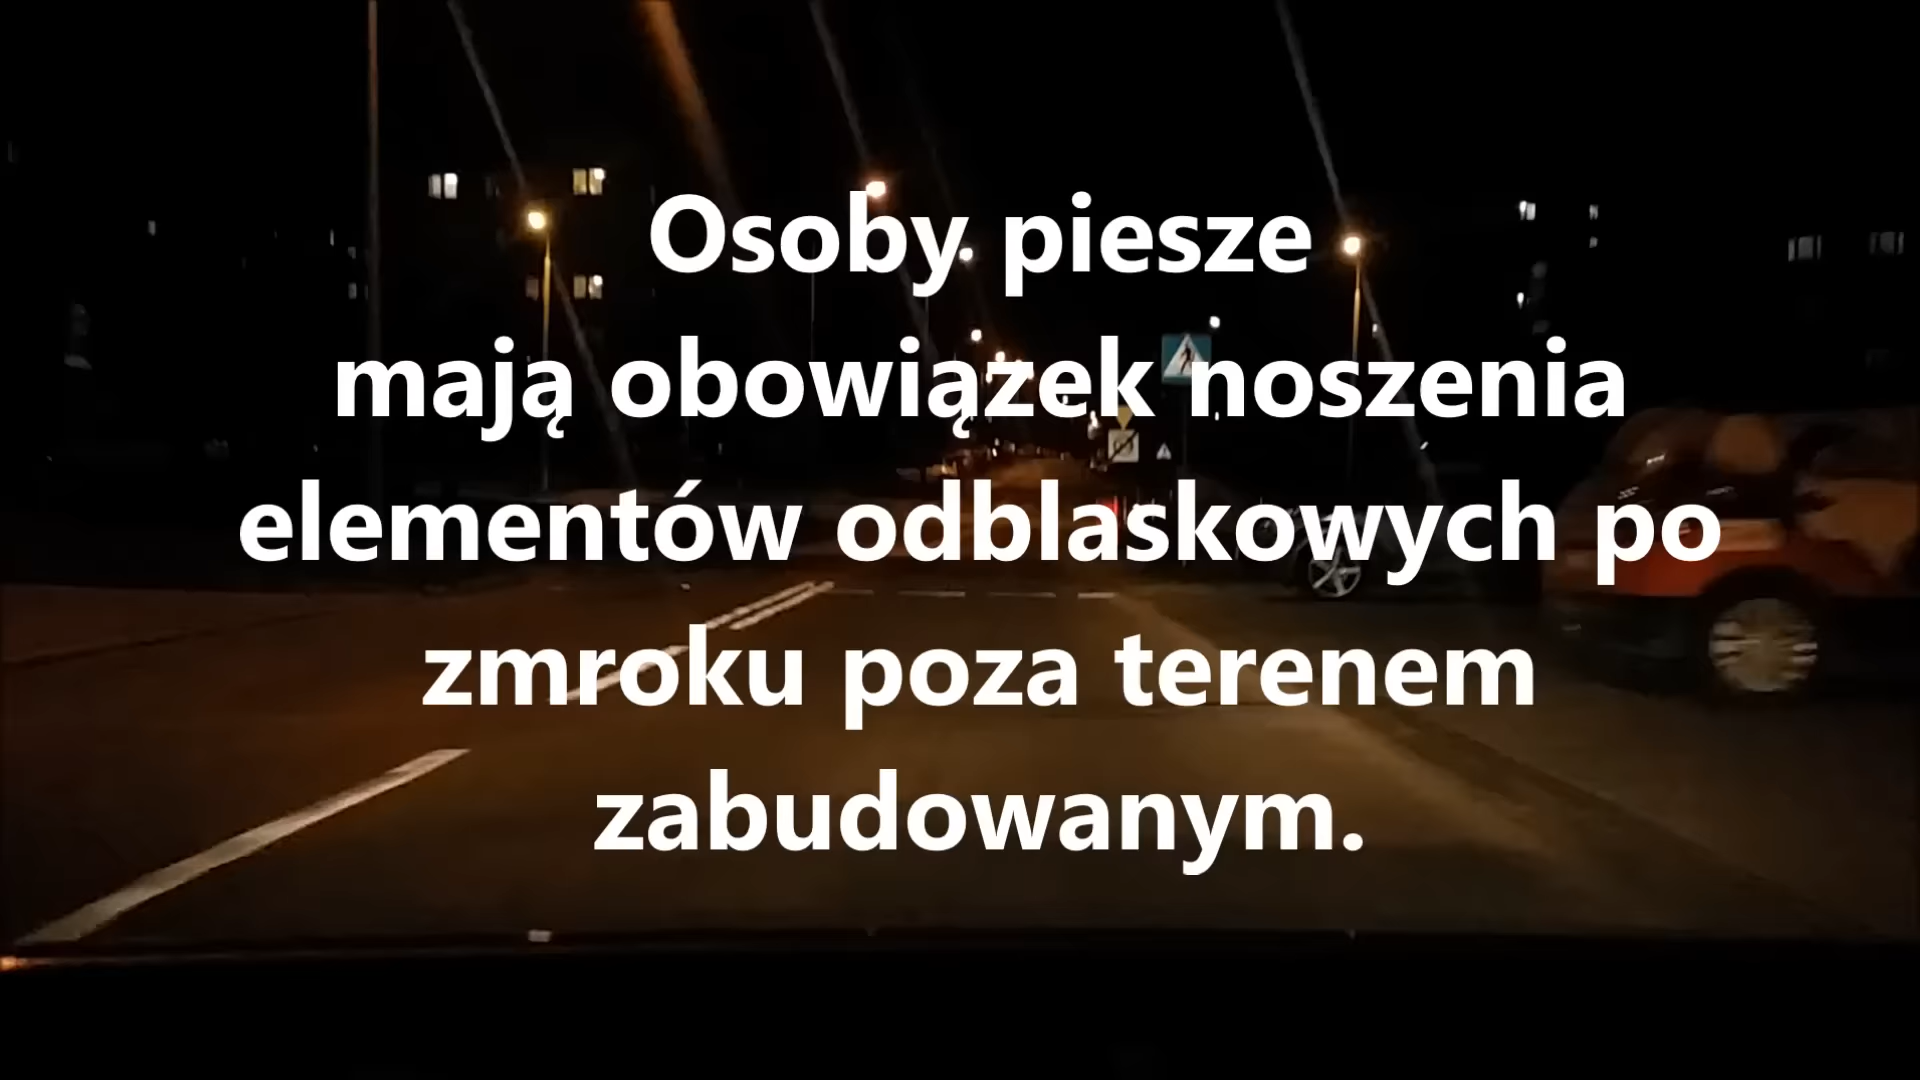 Osoby piesze
mają obowiązek noszenia
elementów odblaskowych po
zmroku poza terenem
zabudowanym.